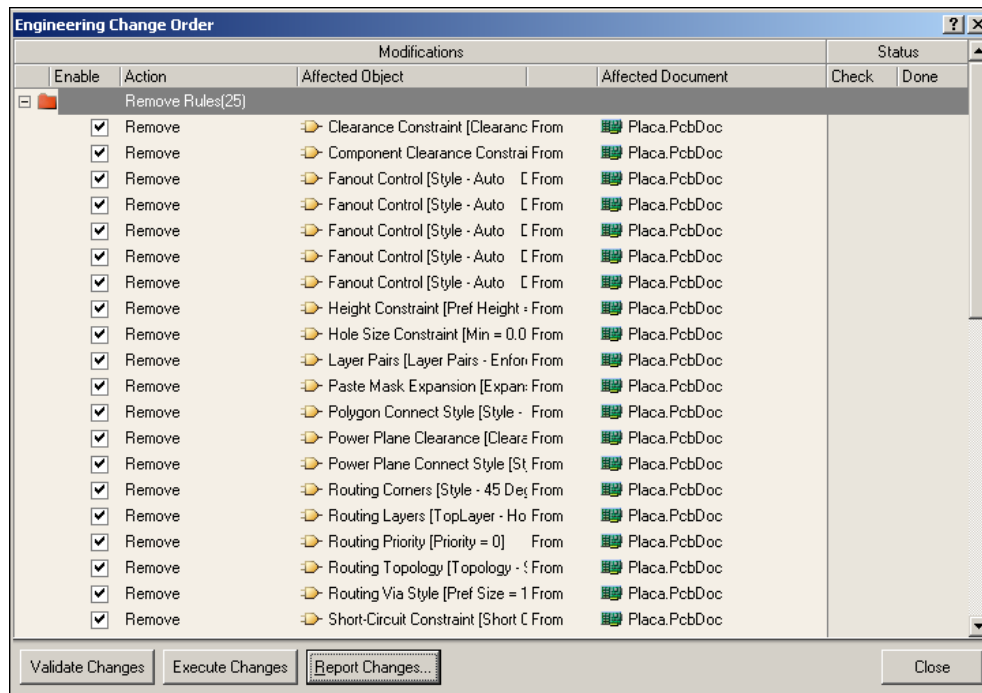 Engineering Change Order
Modifications Status
Enable Action Affected Object Affected Document Check Done
Remove Rules(25)
Remove Clearance Constraint [Clearanc From Placa.PcbDoc
Remove Component Clearance Constrai From Placa.PcbDoc
Remove Fanout Control [Style - Auto From Placa.PcbDoc
Remove Fanout Control [Style - Auto From Placa.PcbDoc
Remove Fanout Control [Style - Auto From Placa.PcbDoc
Remove Fanout Control [Style - Auto From Placa.PcbDoc
Remove Fanout Control [Style - Auto From Placa.PcbDoc
Remove Height Constraint [Pref Height = From Placa.PcbDoc
Remove Hole Size Constraint [Min = 0.0 From Placa.PcbDoc
Remove Layer Pairs [Layer Pairs - Enfor From Placa.PcbDoc
Remove Paste Mask Expansion [Expan From Placa.PcbDoc
Remove Polygon Connect Style [Style - From Placa.PcbDoc
Remove Power Plane Clearance [Cleara From Placa.PcbDoc
Remove Power Plane Connect Style [St From Placa.PcbDoc
Remove Routing Corners [Style - 45 Deg From Placa.PcbDoc
Remove Routing Layers [TopLayer - Ho From Placa.PcbDoc
Remove Routing Priority [Priority = 0] From Placa.PcbDoc
Remove Routing Topology [Topology - From Placa.PcbDoc
Remove Routing Via Style [Pref Size = 1 From Placa.PcbDoc
Remove Short-Circuit Constraint [Short From Placa.PcbDoc
Validate Changes Execute Changes Report Changes... Close